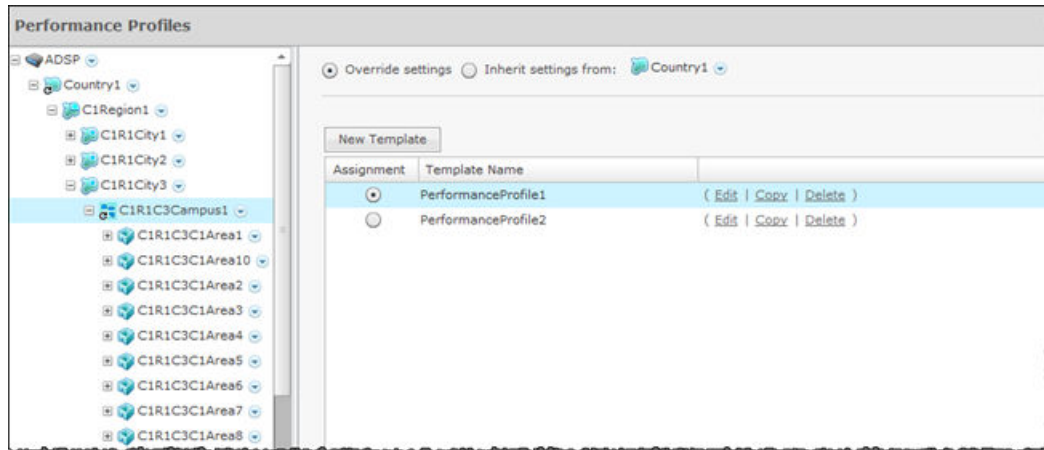 Performance Profiles
ADSP
Country1
C1Region1
C1R1City1
C1R1City2
C1R1City3
C1R1C3Campus1
C1R1C3C1Area1
C1R1C3C1Area10
C1R1C3C1Area2
C1R1C3C1Area3
C1R1C3C1Area4
C1R1C3C1Area5
C1R1C3C1Area6
C1R1C3C1Area7
C1R1C3C1Area8
Override settings Inherit settings from: Country1
New Template
Assignment Template Name
PerformanceProfile1 ( Edit | Copy | Delete )
PerformanceProfile2 ( Edit | Copy | Delete )